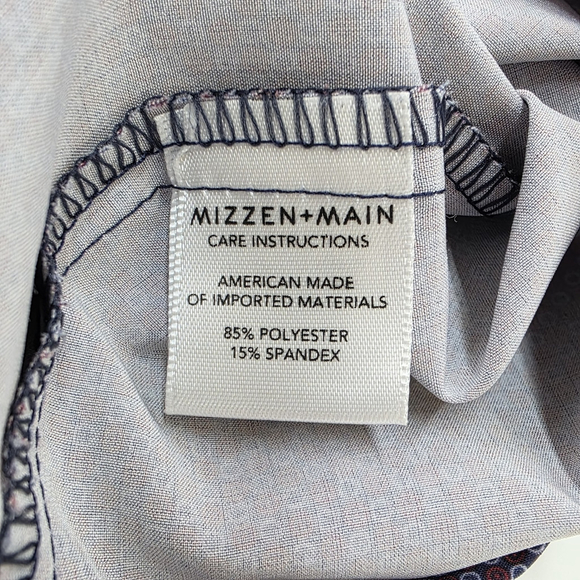 MIZZEN+MAIN
CARE INSTRUCTIONS
AMERICAN MADE
OF IMPORTED MATERIALS
85% POLYESTER
15% SPANDEX